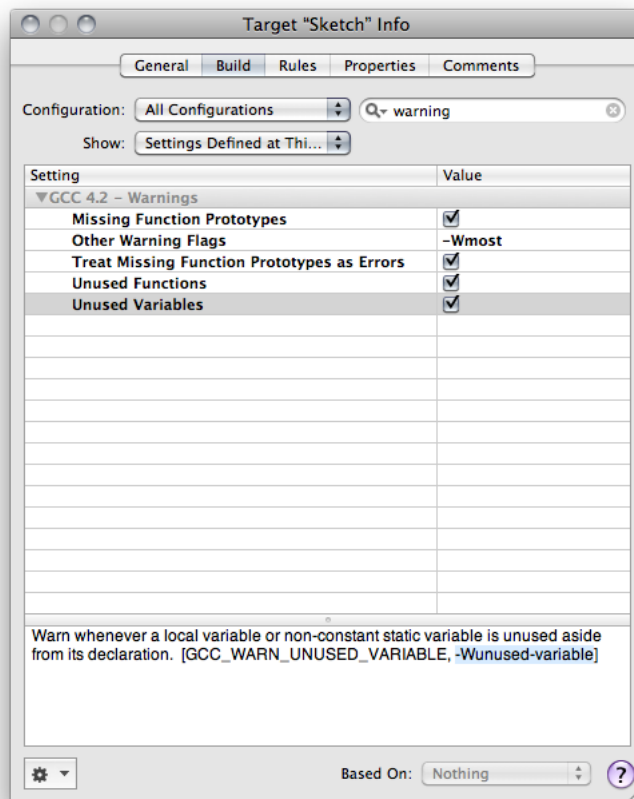 Target “Sketch” Info
General Build Rules Properties Comments
Configuration: All Configurations warning
Show: Settings Defined at Thi...
Setting Value
GCC 4.2 – Warnings
Missing Function Prototypes
Other Warning Flags -Wmost
Treat Missing Function Prototypes as Errors
Unused Functions
Unused Variables
Warn whenever a local variable or non-constant static variable is unused aside
from its declaration. [GCC_WARN_UNUSED_VARIABLE, -Wunused-variable]
Based On: Nothing ?